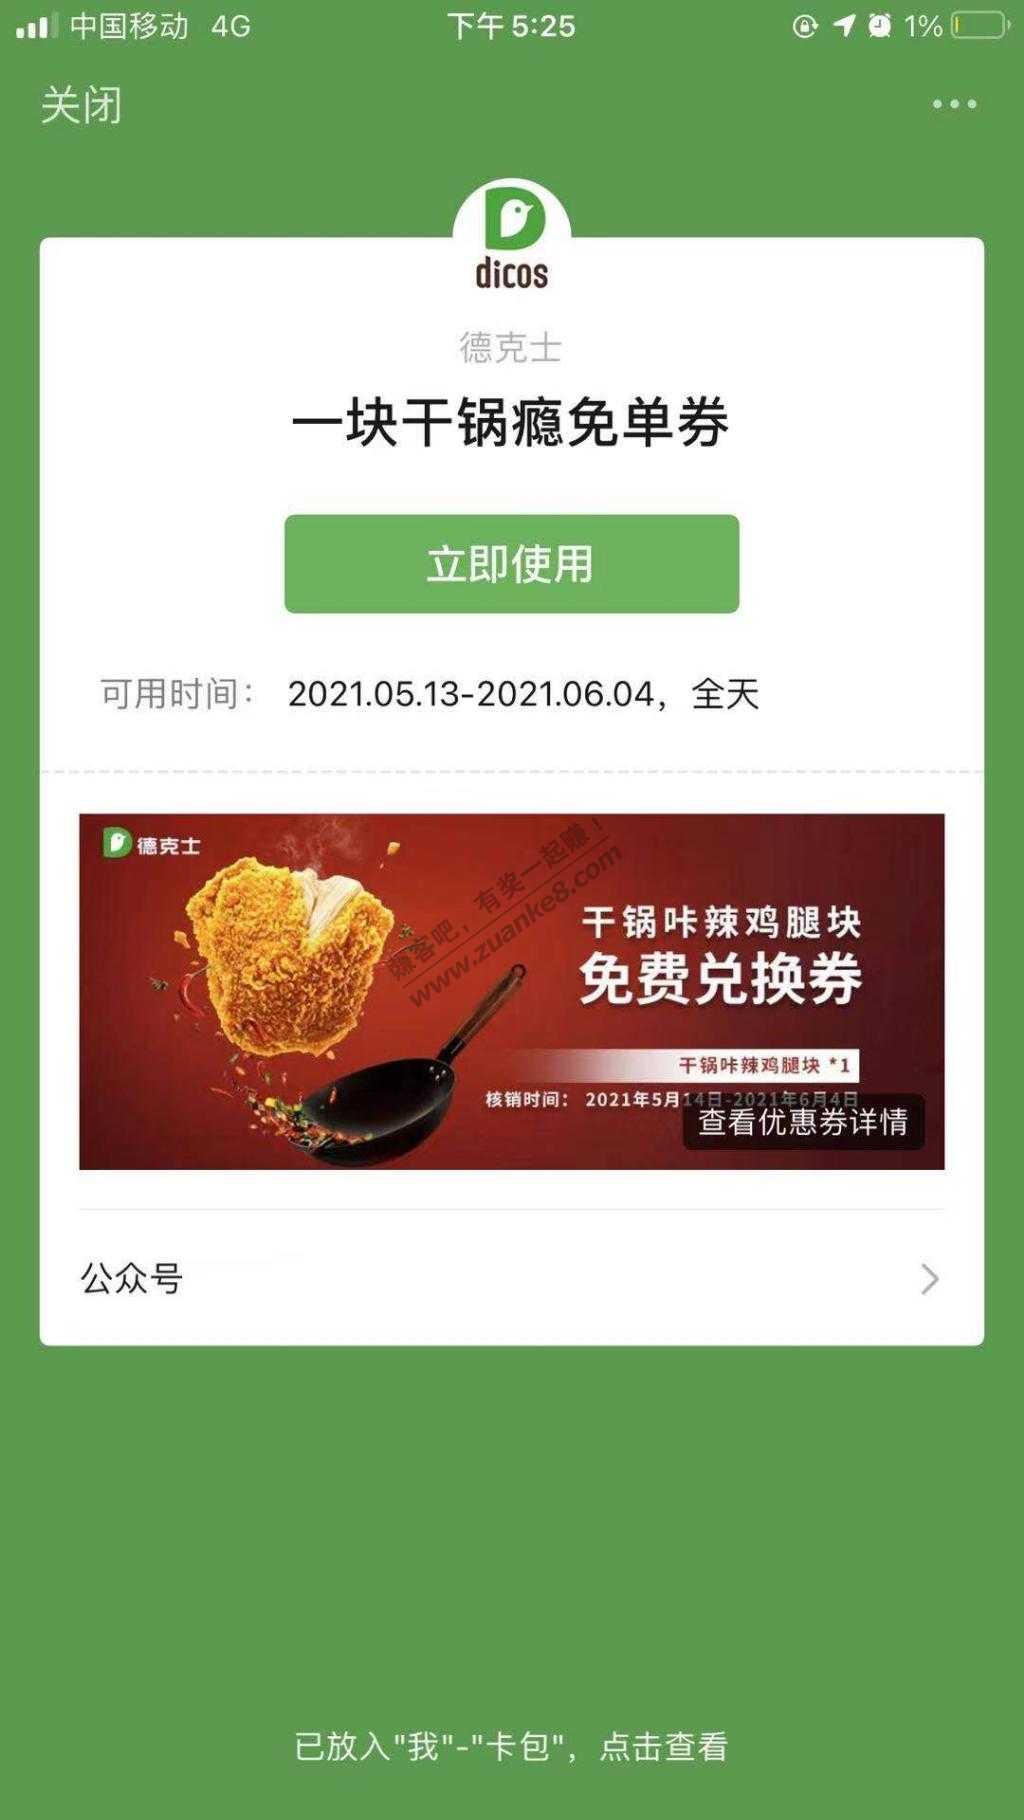 中国移动 4G 下午5:25 1%
关闭
dicos
德克士
一块干锅瘾免单券
立即使用
可用时间： 2021.05.13-2021.06.04，全天
德克士
赚客吧，有奖一起赚！
www.zuanke8.com
干锅咔辣鸡腿块
免费兑换券
干锅咔辣鸡腿块 *1
核销时间： 2021年5月14日-2021年6月4日
查看优惠券详情
公众号
已放入"我"-"卡包"，点击查看